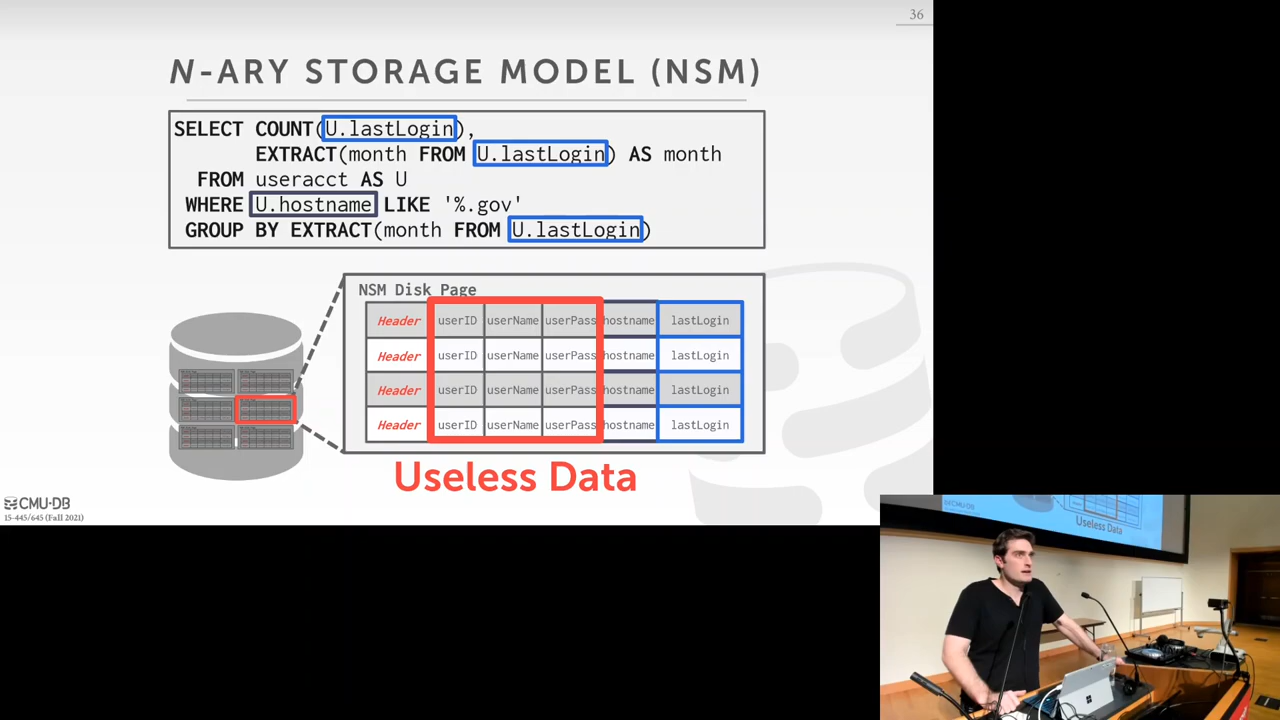 36
N-ARY STORAGE MODEL (NSM)
SELECT COUNT(U.lastLogin),
EXTRACT(month FROM U.lastLogin) AS month
FROM useracct AS U
WHERE U.hostname LIKE '%.gov'
GROUP BY EXTRACT(month FROM U.lastLogin)
NSM Disk Page
Header userID userName userPass hostname lastLogin
Header userID userName userPass hostname lastLogin
Header userID userName userPass hostname lastLogin
Header userID userName userPass hostname lastLogin
Useless Data
CMU·DB
15-445/645 (Fall 2021)
Useless Data